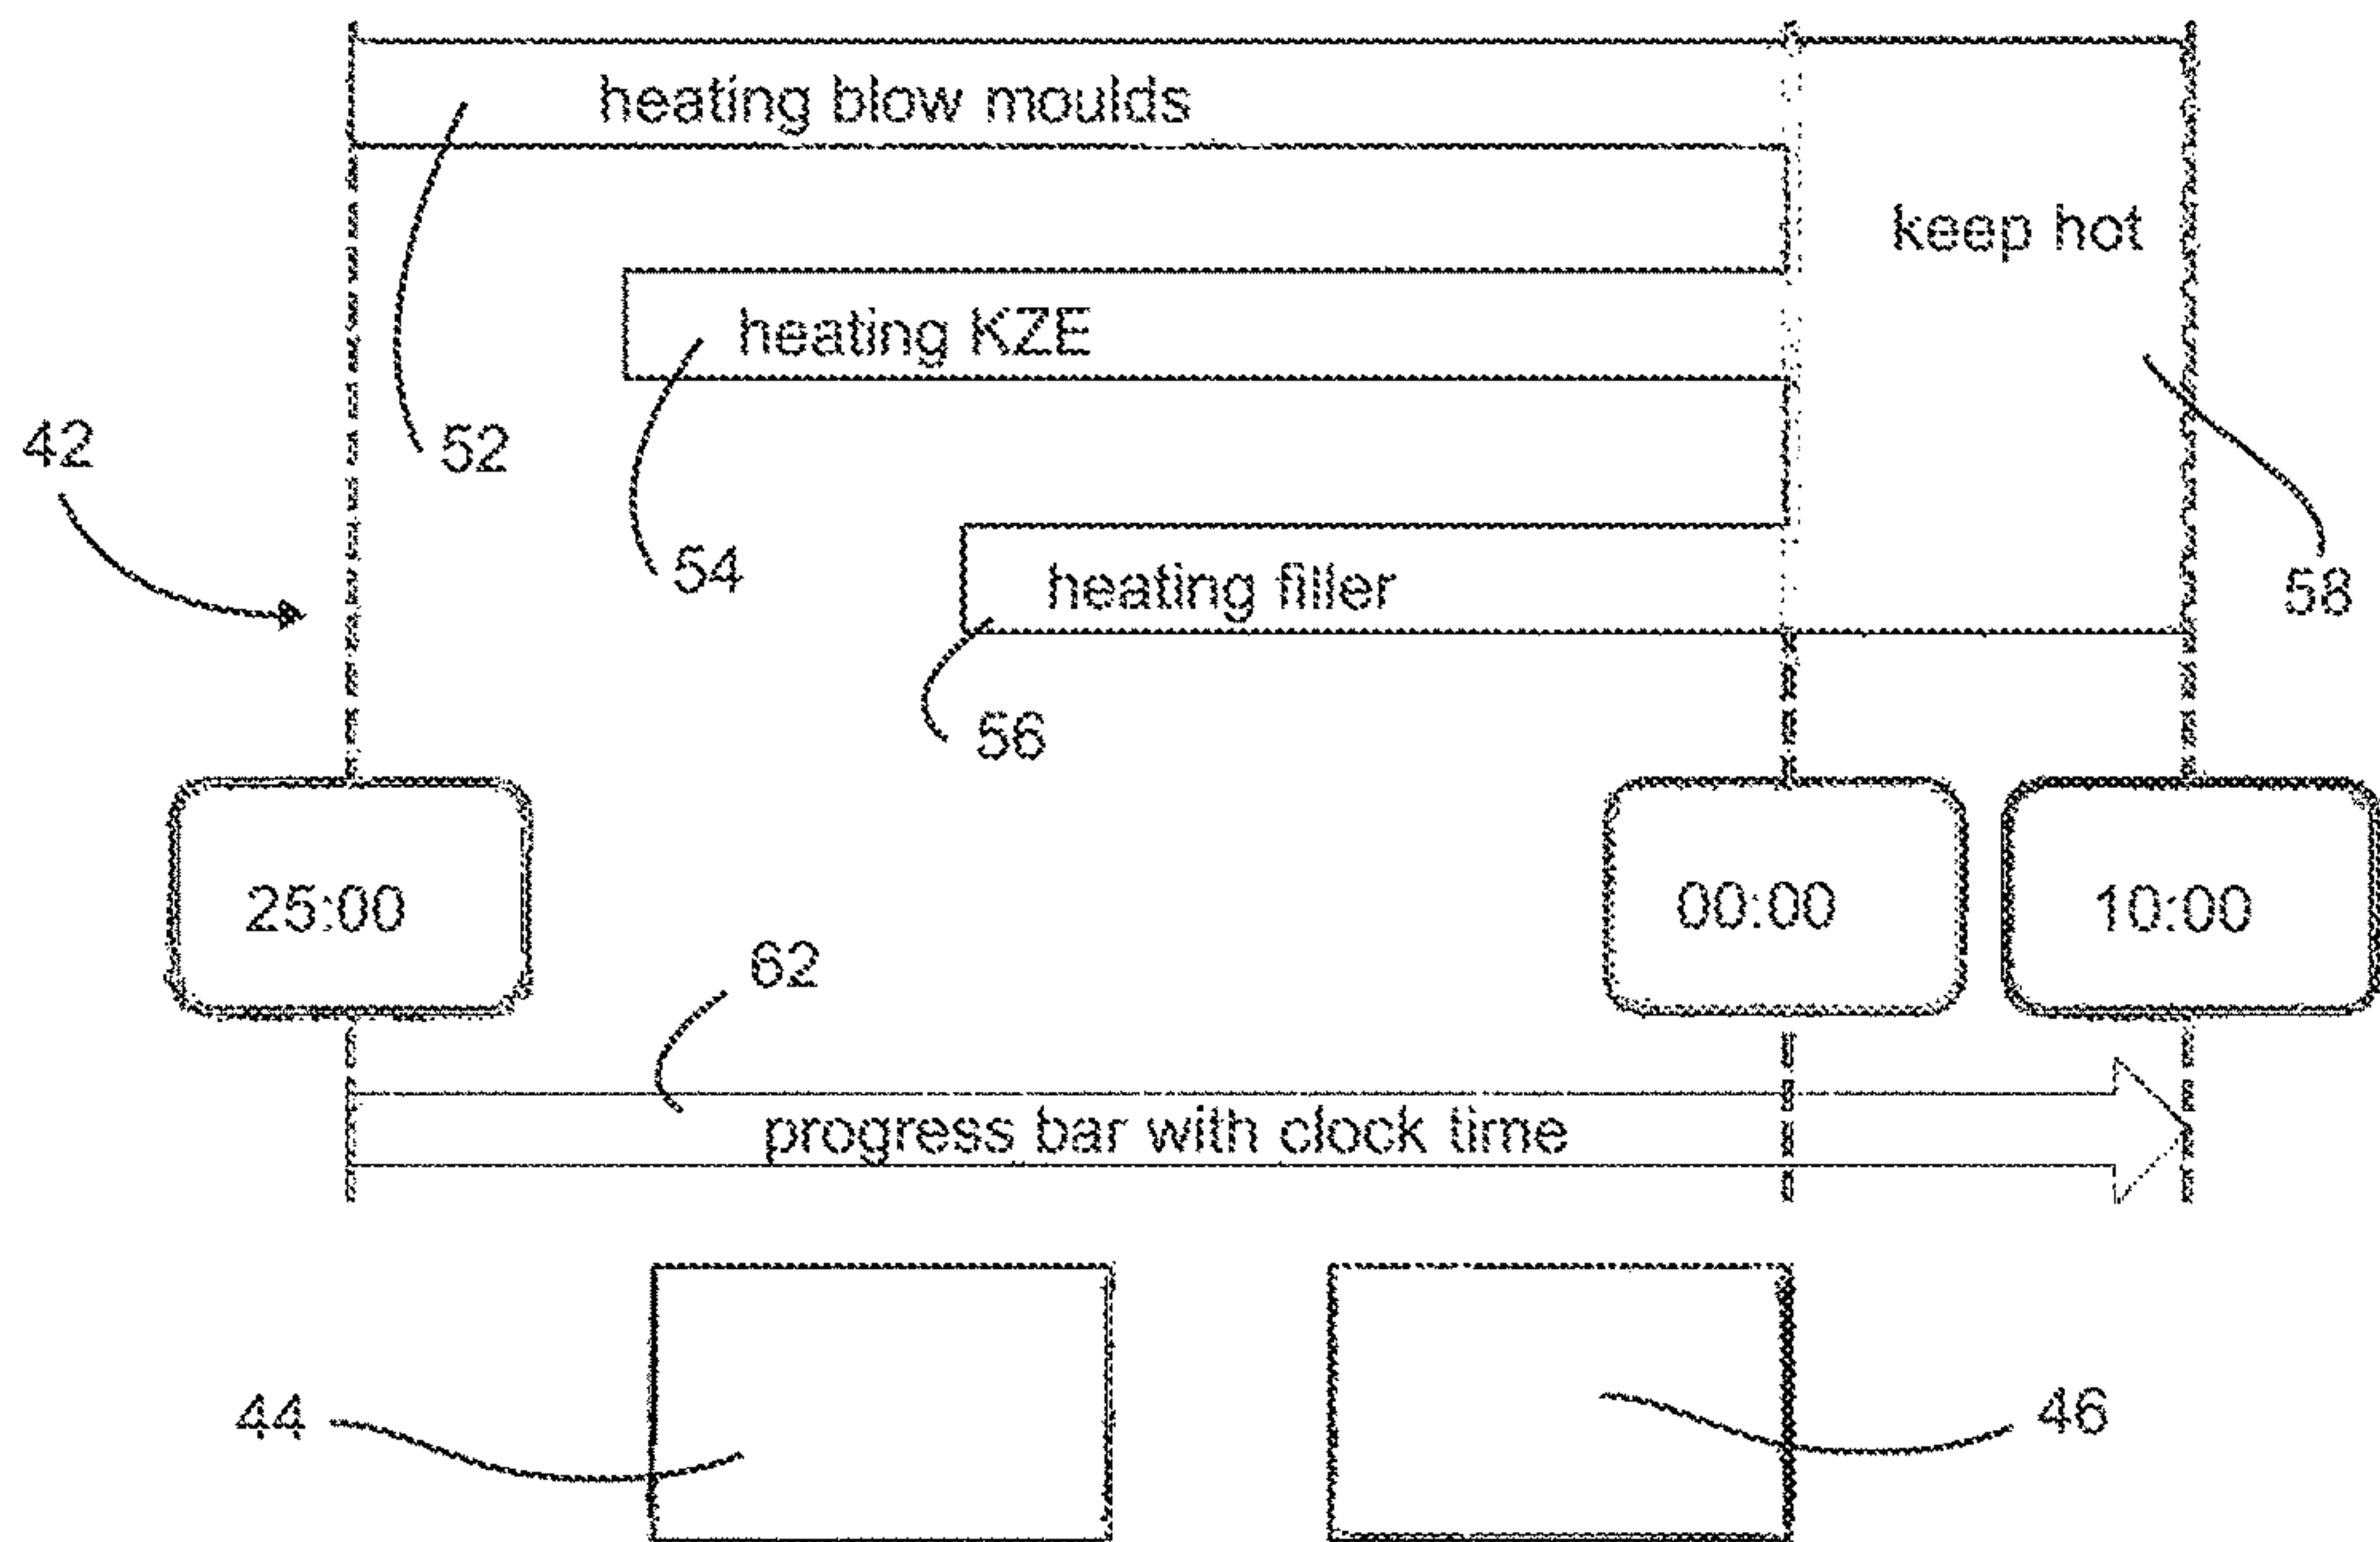 heating blow moulds
keep hot
heating KZE
42
52
54
heating filler
58
56
25:00
00:00
10:00
62
progress bar with clock time
44
46